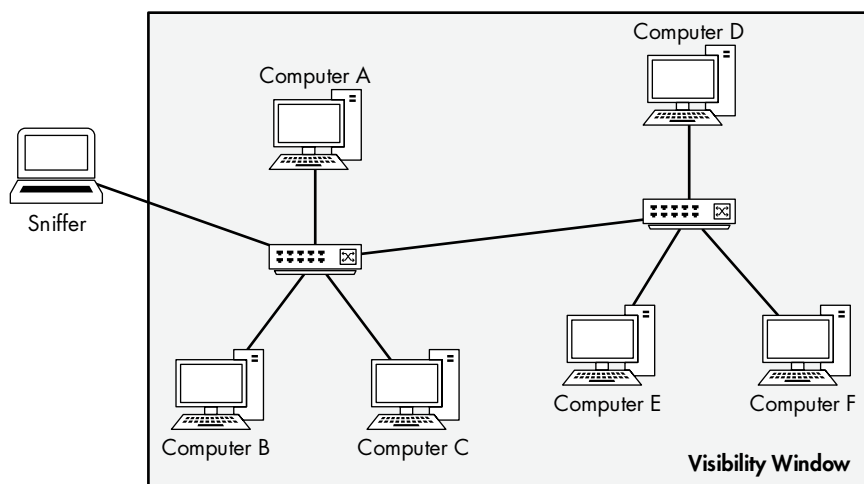 Computer D
Computer A
Sniffer
Computer E
Computer F
Computer B
Computer C
Visibility Window